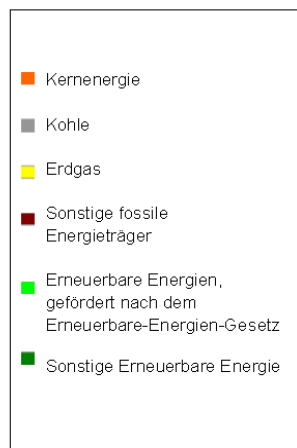 Kernenergie
Kohle
Erdgas
Sonstige fossile
Energieträger
Erneuerbare Energien,
gefördert nach dem
Erneuerbare-Energien-Gesetz
Sonstige Erneuerbare Energie